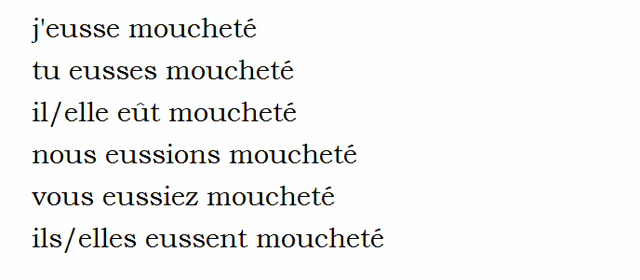 j'eusse moucheté
tu eusses moucheté
il/elle eût moucheté
nous eussions moucheté
vous eussiez moucheté
ils/elles eussent moucheté